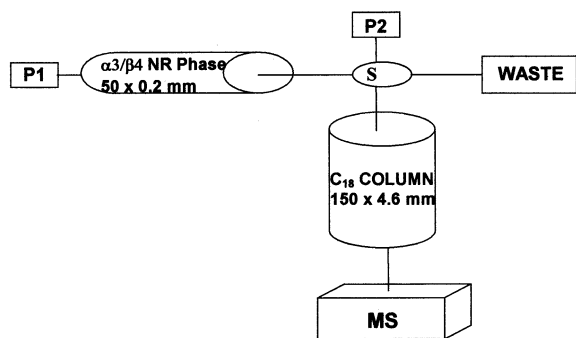 P2
P1
α3/β4 NR Phase
50 x 0.2 mm
S
WASTE
C₁₈ COLUMN
150 x 4.6 mm
MS